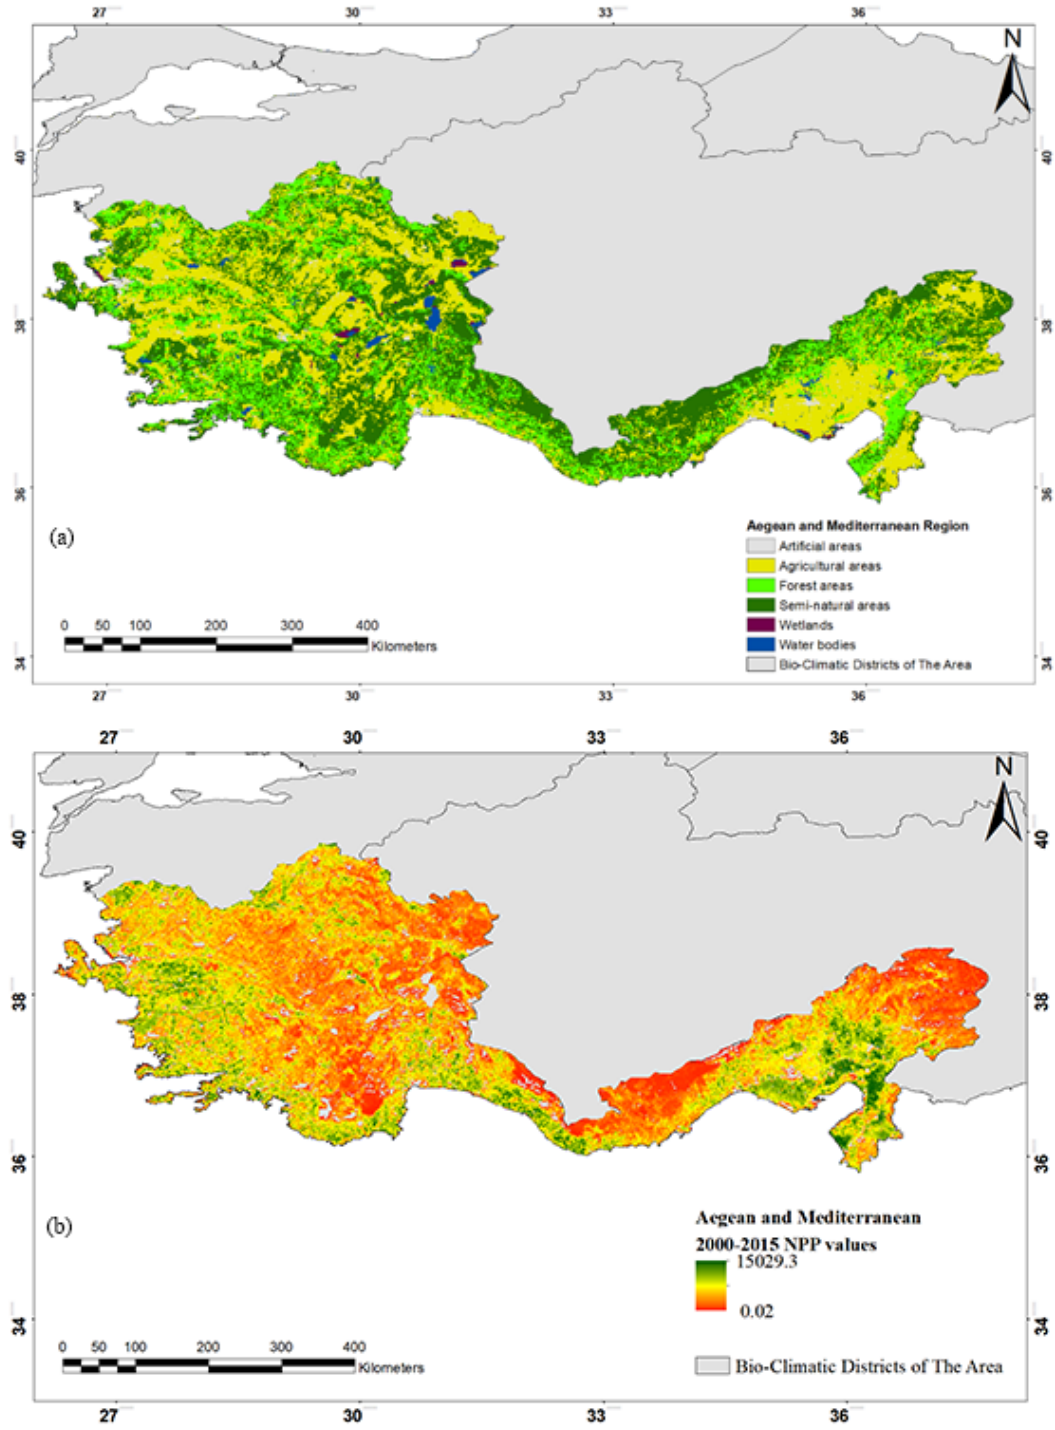 27 30 33 36
N
40 40
38 38
36 36
(a)
Aegean and Mediterranean Region
Artificial areas
Agricultural areas
Forest areas
Semi-natural areas
Wetlands
Water bodies
Bio-Climatic Districts of The Area
0 50 100 200 300 400
Kilometers
34 34
27 30 33 36
27 30 33 36
N
40 40
38 38
36 36
(b)
Aegean and Mediterranean
2000-2015 NPP values
15029.3
0.02
34 34
0 50 100 200 300 400
Kilometers
Bio-Climatic Districts of The Area
27 30 33 36